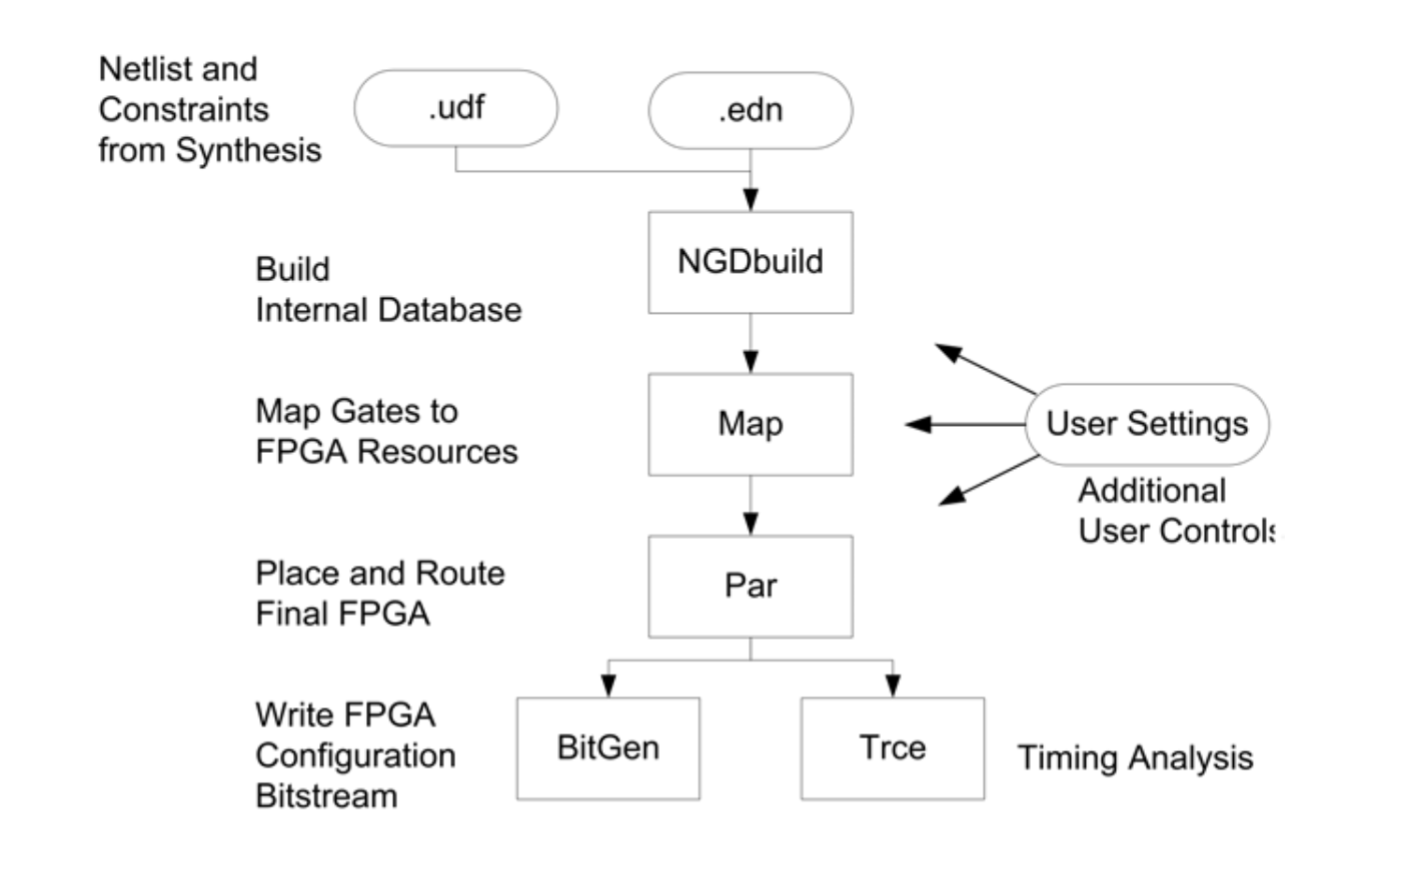 Netlist and
Constraints
from Synthesis
.udf
.edn
NGDbuild
Build
Internal Database
Map Gates to
FPGA Resources
Map
User Settings
Additional
User Controls
Place and Route
Final FPGA
Par
Write FPGA
Configuration
Bitstream
BitGen
Trce
Timing Analysis